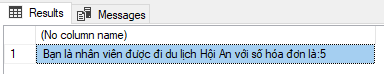 Results Messages
(No column name)
1 Bạn là nhân viên được đi du lịch Hội An với số hóa đơn là:5